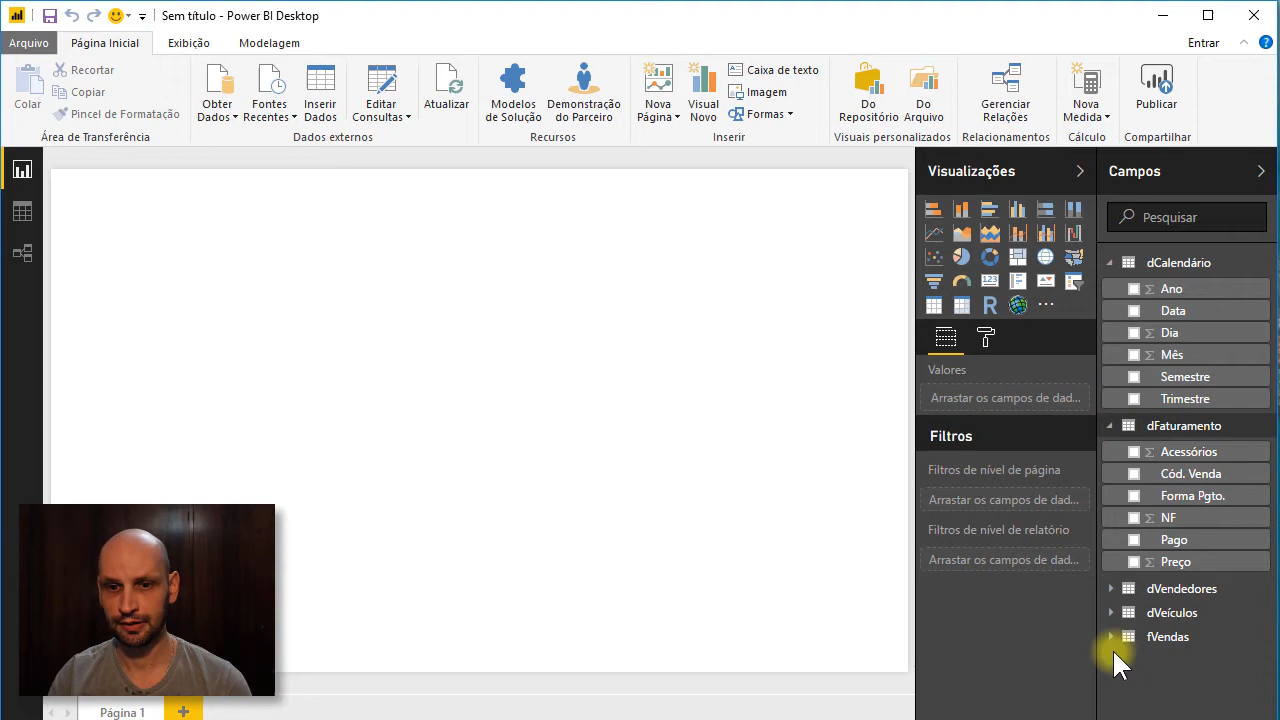 Sem título - Power BI Desktop
Arquivo
Página Inicial
Exibição
Modelagem
Entrar
?
Colar
Recortar
Copiar
Pincel de Formatação
Área de Transferência
Obter
Dados
Fontes
Recentes
Inserir
Dados
Editar
Consultas
Atualizar
Dados externos
Modelos
de Solução
Demonstração
do Parceiro
Recursos
Nova
Página
Visual
Novo
Caixa de texto
Imagem
Formas
Inserir
Do
Repositório
Do
Arquivo
Visuais personalizados
Gerenciar
Relações
Relacionamentos
Nova
Medida
Cálculo
Publicar
Compartilhar
Visualizações
123
R
Valores
Arrastar os campos de dad...
Filtros
Filtros de nível de página
Arrastar os campos de dad...
Filtros de nível de relatório
Arrastar os campos de dad...
Campos
Pesquisar
dCalendário
Σ Ano
Data
Σ Dia
Σ Mês
Semestre
Trimestre
dFaturamento
Σ Acessórios
Cód. Venda
Forma Pgto.
Σ NF
Pago
Σ Preço
dVendedores
dVeículos
fVendas
Página 1
+